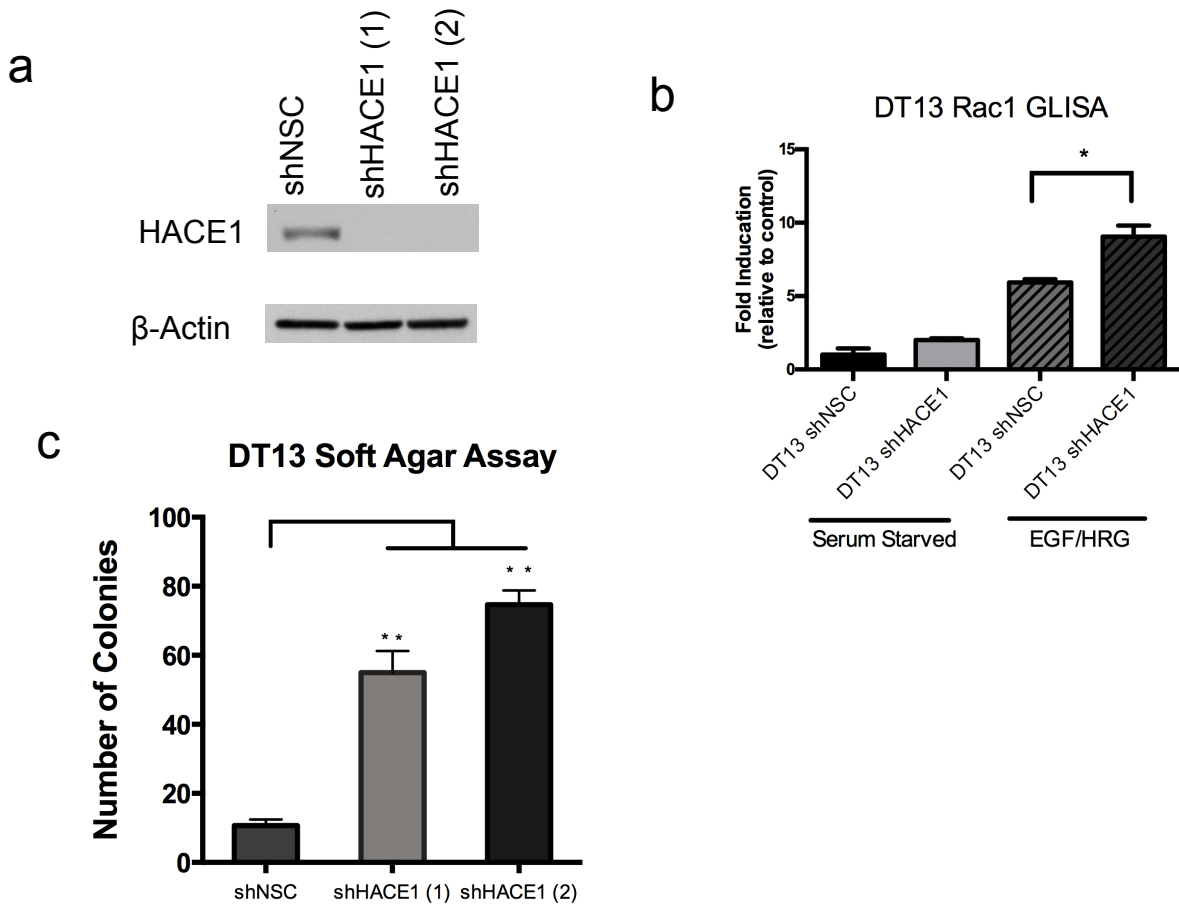 a
shNSC
shHACE1 (1)
shHACE1 (2)
HACE1
β-Actin
b
DT13 Rac1 GLISA
Fold Inducation
(relative to control)
15
10
5
0
*
DT13 shNSC
DT13 shHACE1
DT13 shNSC
DT13 shHACE1
Serum Starved
EGF/HRG
c
DT13 Soft Agar Assay
Number of Colonies
100
80
60
40
20
0
* *
* *
shNSC
shHACE1 (1)
shHACE1 (2)